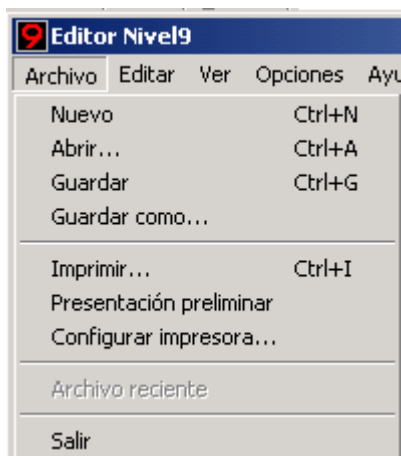 9 Editor Nivel9
Archivo Editar Ver Opciones Ayu
Nuevo Ctrl+N
Abrir... Ctrl+A
Guardar Ctrl+G
Guardar como...
Imprimir... Ctrl+I
Presentación preliminar
Configurar impresora...
Archivo reciente
Salir